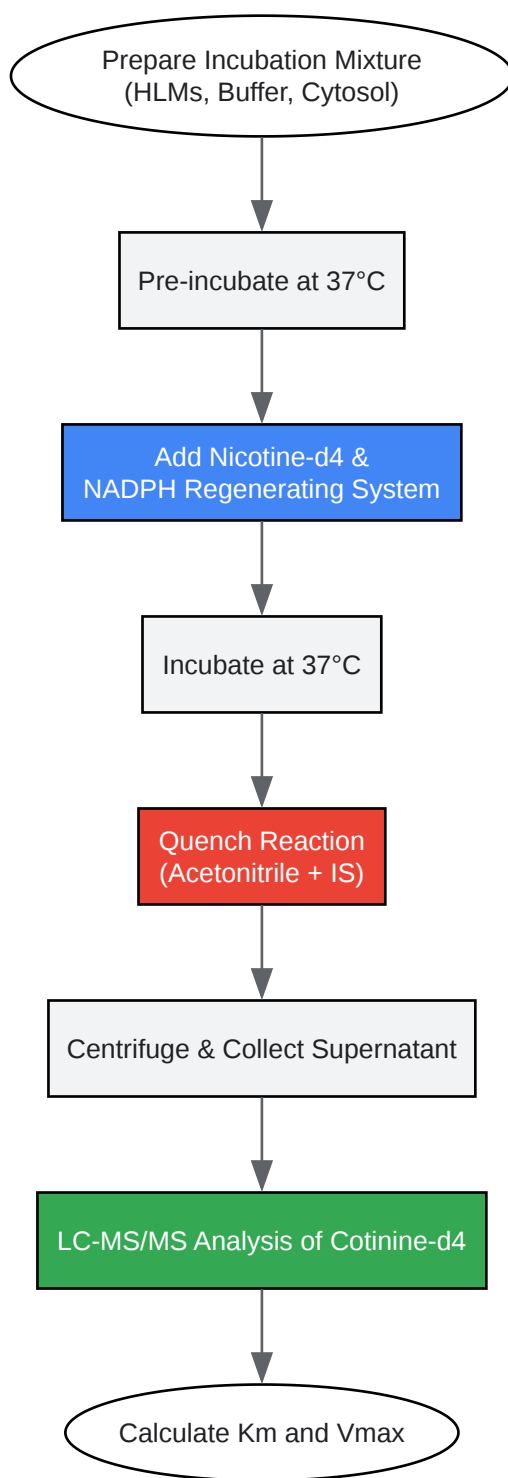 Prepare Incubation Mixture
(HLMs, Buffer, Cytosol)
Pre-incubate at 37°C
Add Nicotine-d4 &
NADPH Regenerating System
Incubate at 37°C
Quench Reaction
(Acetonitrile + IS)
Centrifuge & Collect Supernatant
LC-MS/MS Analysis of Cotinine-d4
Calculate Km and Vmax